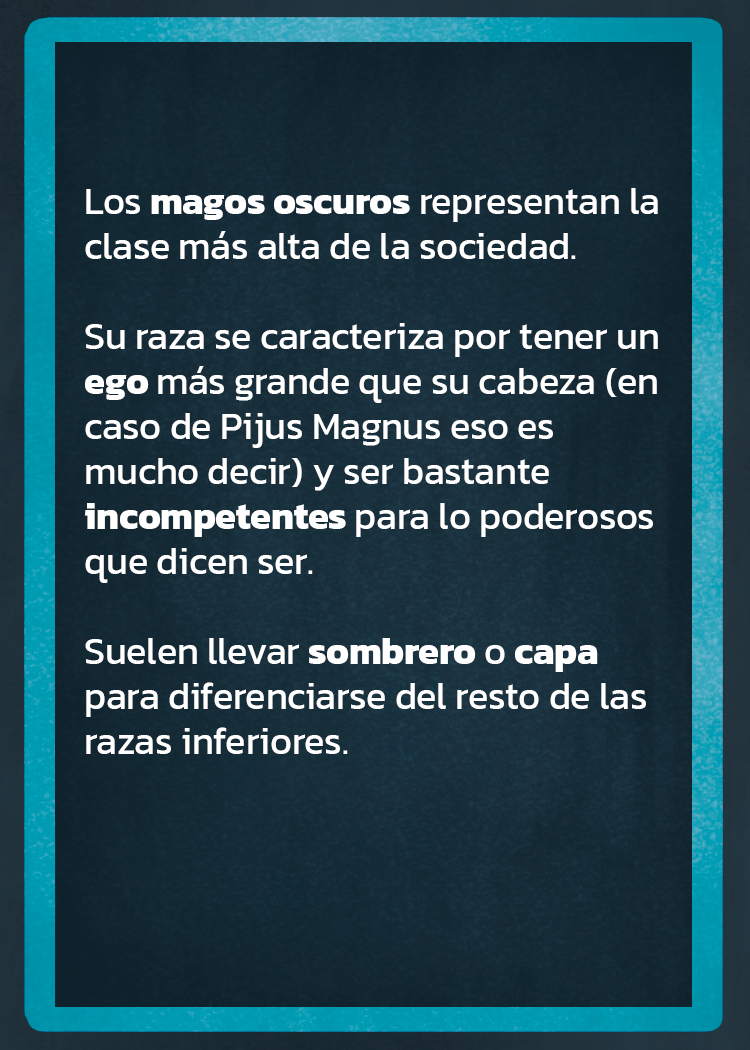 Los magos oscuros representan la
clase más alta de la sociedad.
Su raza se caracteriza por tener un
ego más grande que su cabeza (en
caso de Pijus Magnus eso es
mucho decir) y ser bastante
incompetentes para lo poderosos
que dicen ser.
Suelen llevar sombrero o capa
para diferenciarse del resto de las
razas inferiores.